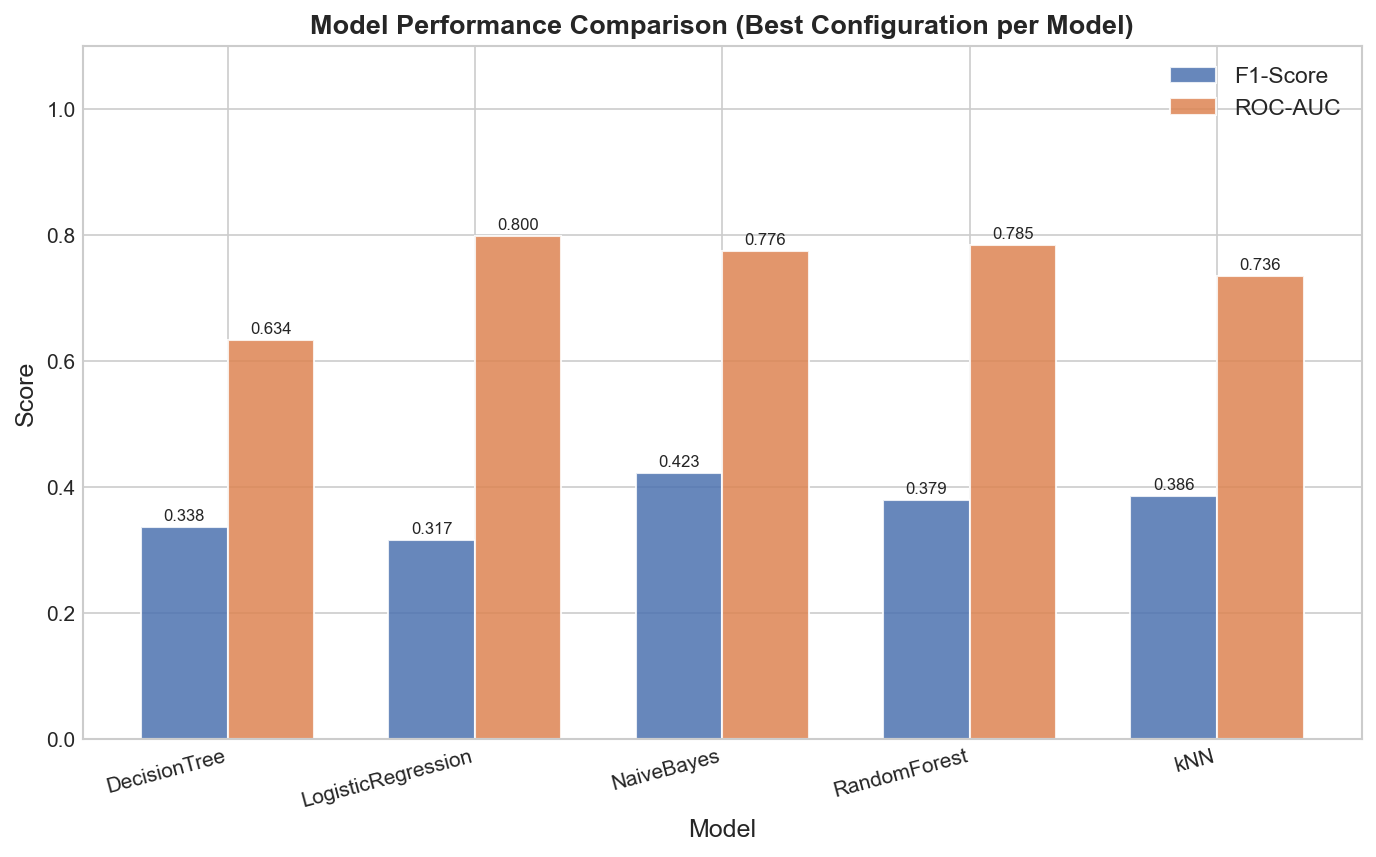 Model Performance Comparison (Best Configuration per Model)
F1-Score
ROC-AUC
1.0
0.8
0.6
0.4
0.2
0.0
Score
0.338
0.634
0.317
0.800
0.423
0.776
0.379
0.785
0.386
0.736
DecisionTree
LogisticRegression
NaiveBayes
RandomForest
kNN
Model